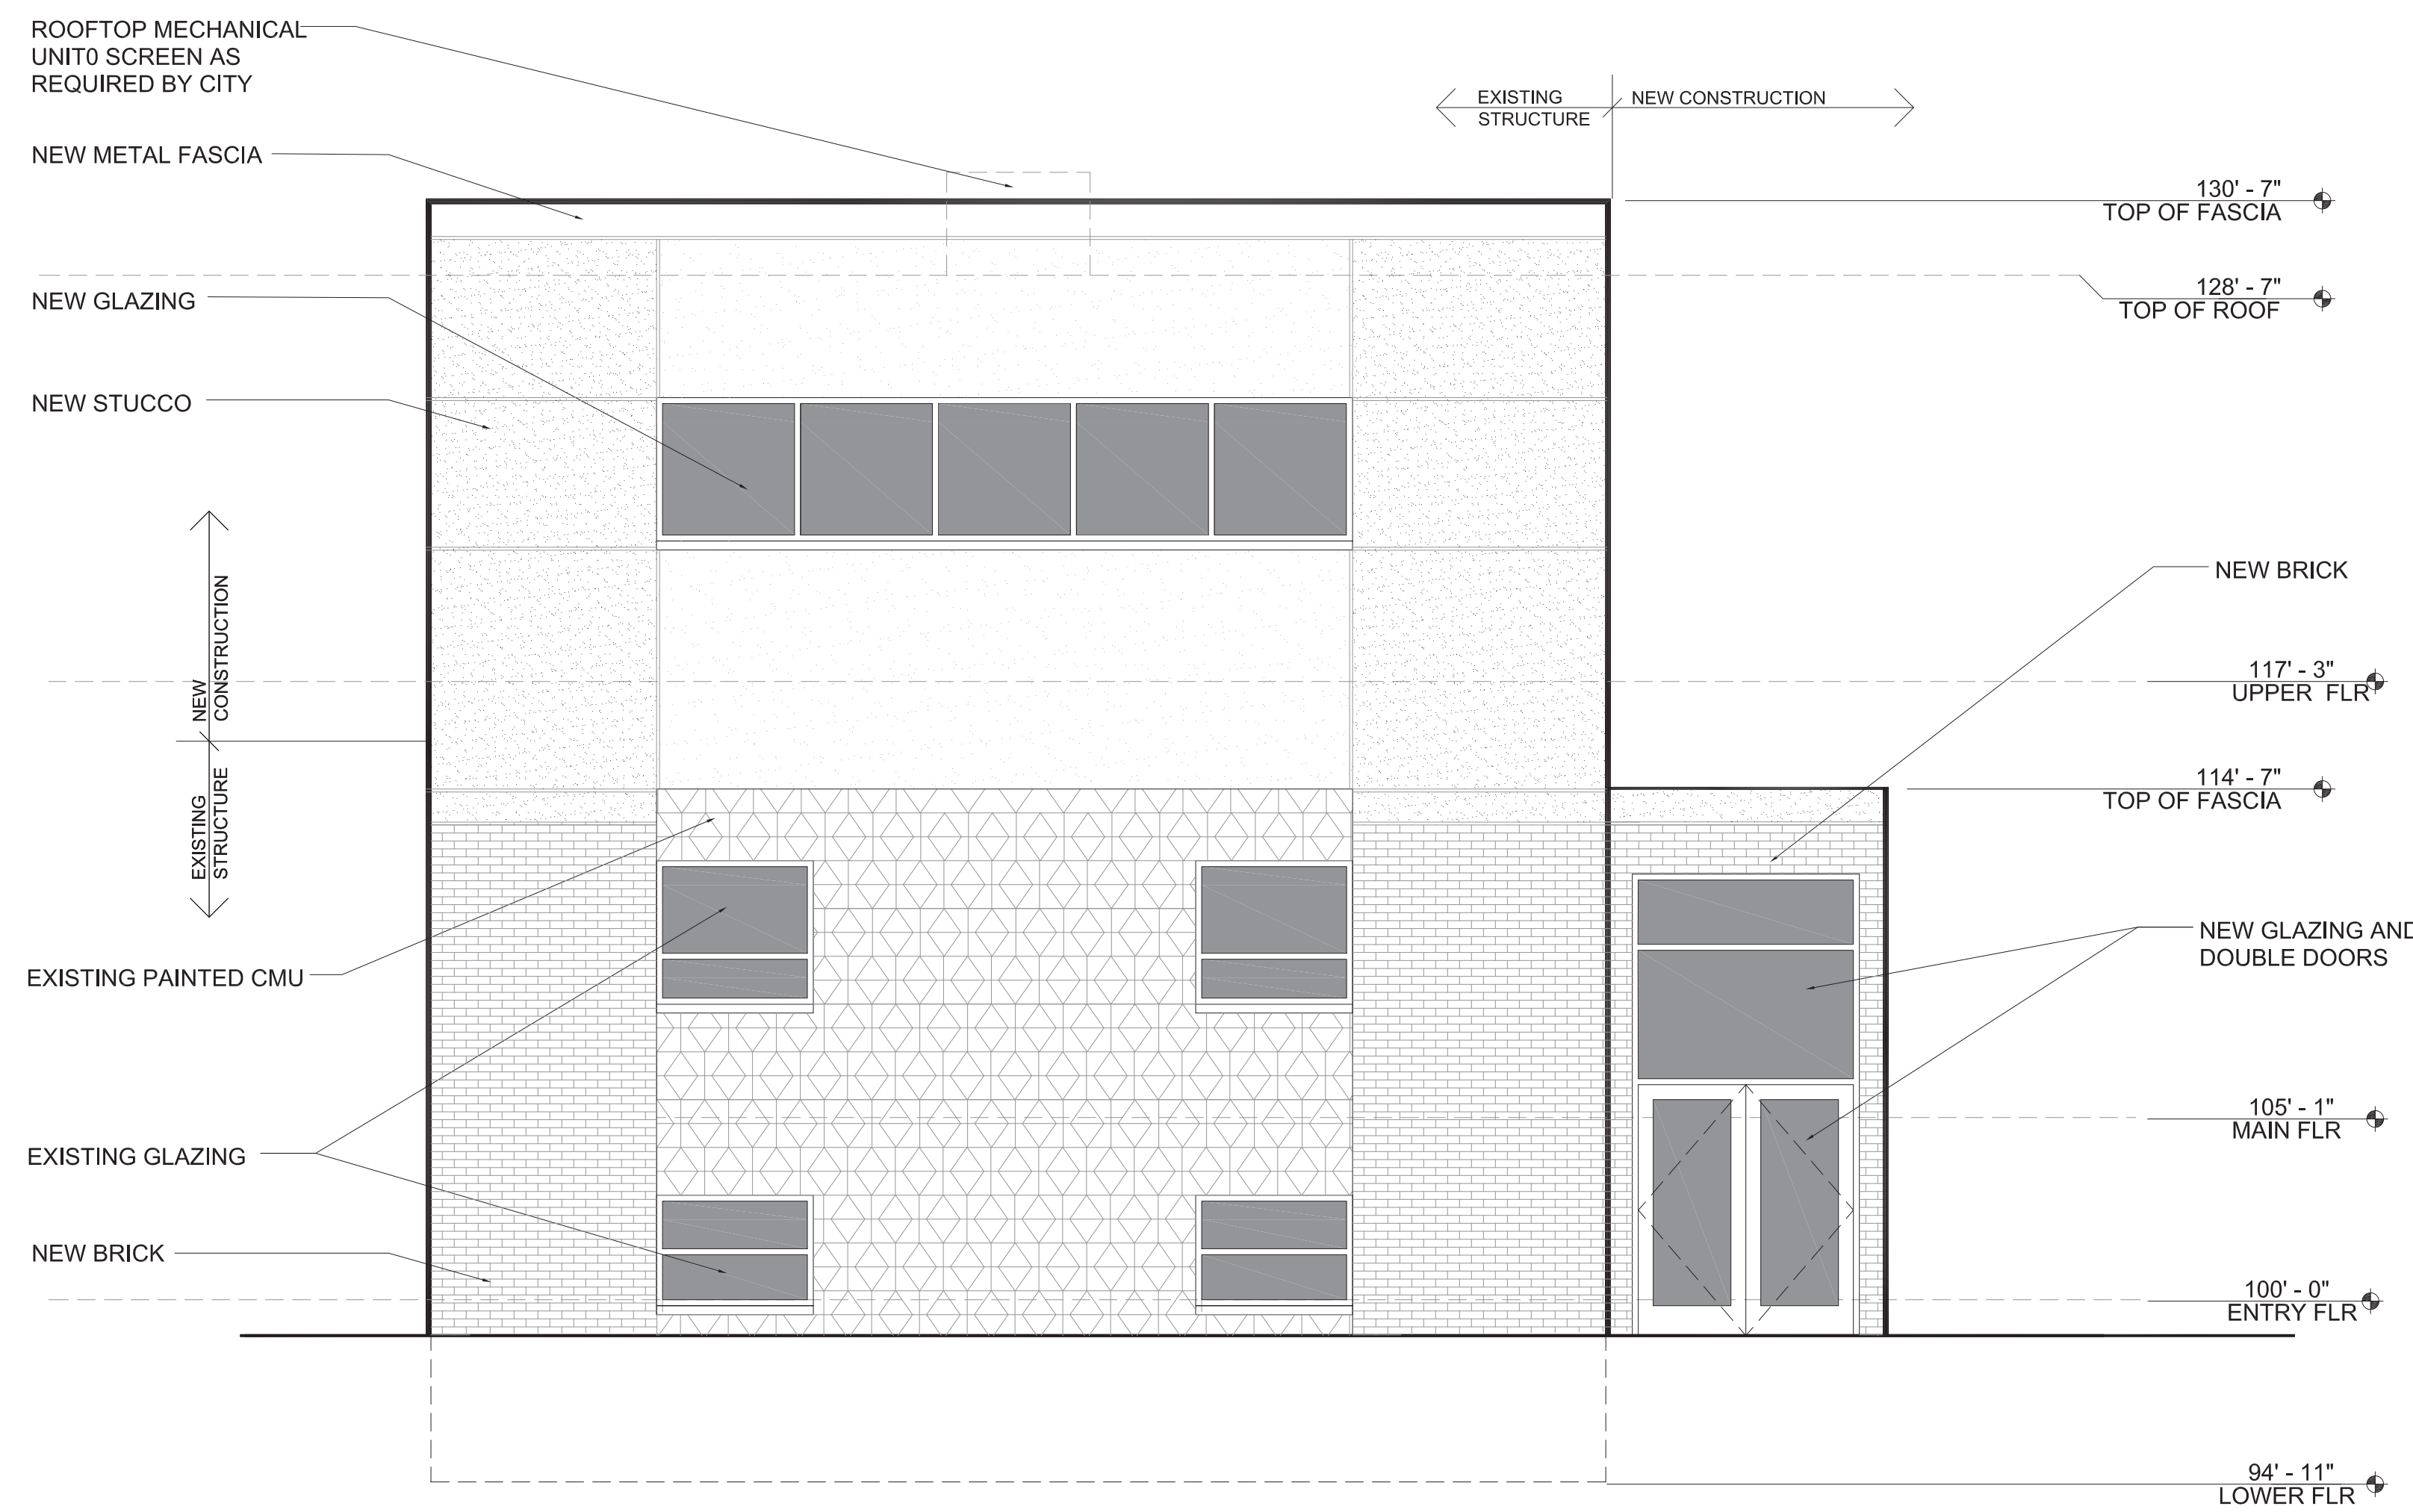 ROOFTOP MECHANICAL
UNIT0 SCREEN AS
REQUIRED BY CITY
NEW METAL FASCIA
NEW GLAZING
NEW STUCCO
NEW
CONSTRUCTION
EXISTING
STRUCTURE
EXISTING PAINTED CMU
EXISTING GLAZING
NEW BRICK
EXISTING
STRUCTURE
NEW CONSTRUCTION
130' - 7"
TOP OF FASCIA
128' - 7"
TOP OF ROOF
NEW BRICK
117' - 3"
UPPER FLR
114' - 7"
TOP OF FASCIA
NEW GLAZING AND
DOUBLE DOORS
105' - 1"
MAIN FLR
100' - 0"
ENTRY FLR
94' - 11"
LOWER FLR